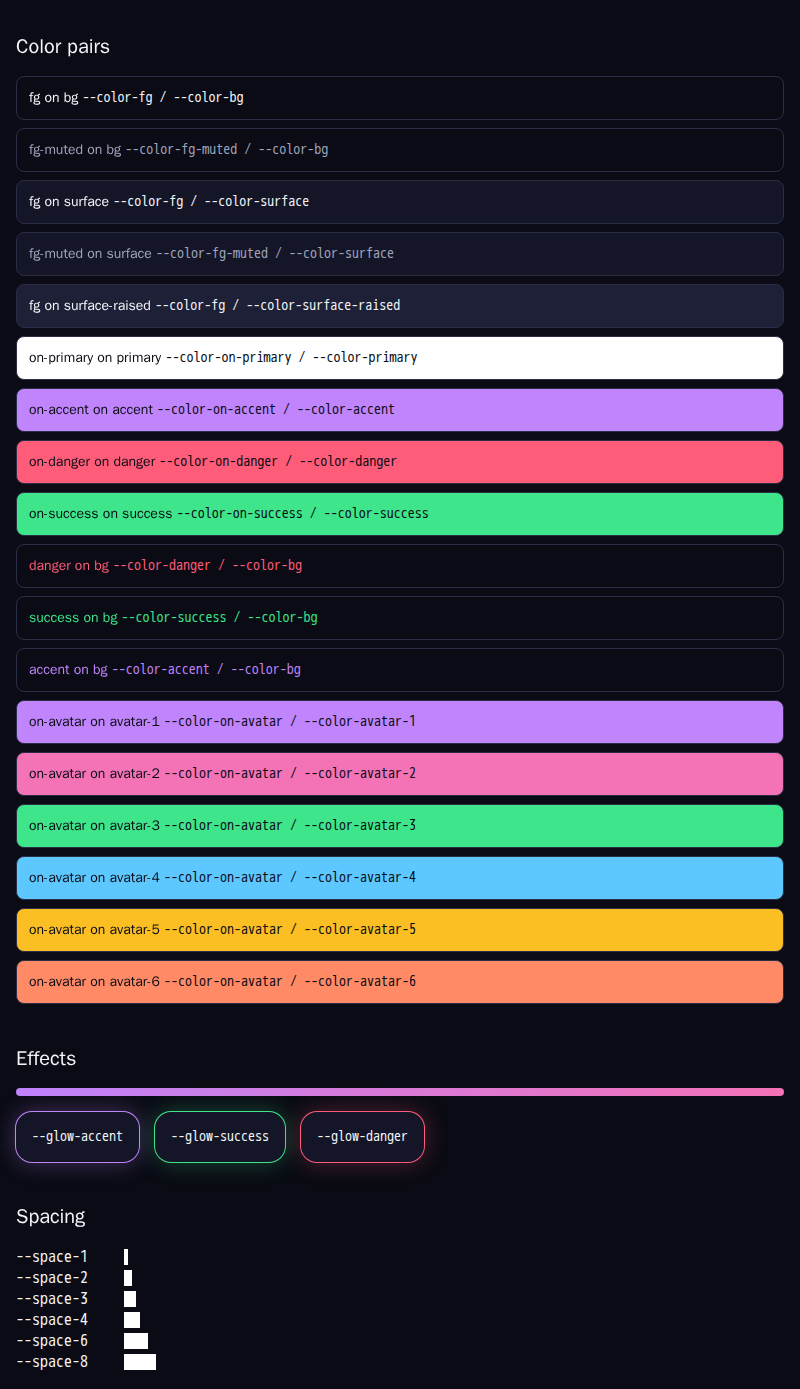 Color pairs
fg on bg --color-fg / --color-bg
fg-muted on bg --color-fg-muted / --color-bg
fg on surface --color-fg / --color-surface
fg-muted on surface --color-fg-muted / --color-surface
fg on surface-raised --color-fg / --color-surface-raised
on-primary on primary --color-on-primary / --color-primary
on-accent on accent --color-on-accent / --color-accent
on-danger on danger --color-on-danger / --color-danger
on-success on success --color-on-success / --color-success
danger on bg --color-danger / --color-bg
success on bg --color-success / --color-bg
accent on bg --color-accent / --color-bg
on-avatar on avatar-1 --color-on-avatar / --color-avatar-1
on-avatar on avatar-2 --color-on-avatar / --color-avatar-2
on-avatar on avatar-3 --color-on-avatar / --color-avatar-3
on-avatar on avatar-4 --color-on-avatar / --color-avatar-4
on-avatar on avatar-5 --color-on-avatar / --color-avatar-5
on-avatar on avatar-6 --color-on-avatar / --color-avatar-6
Effects
--glow-accent --glow-success --glow-danger
Spacing
--space-1
--space-2
--space-3
--space-4
--space-6
--space-8